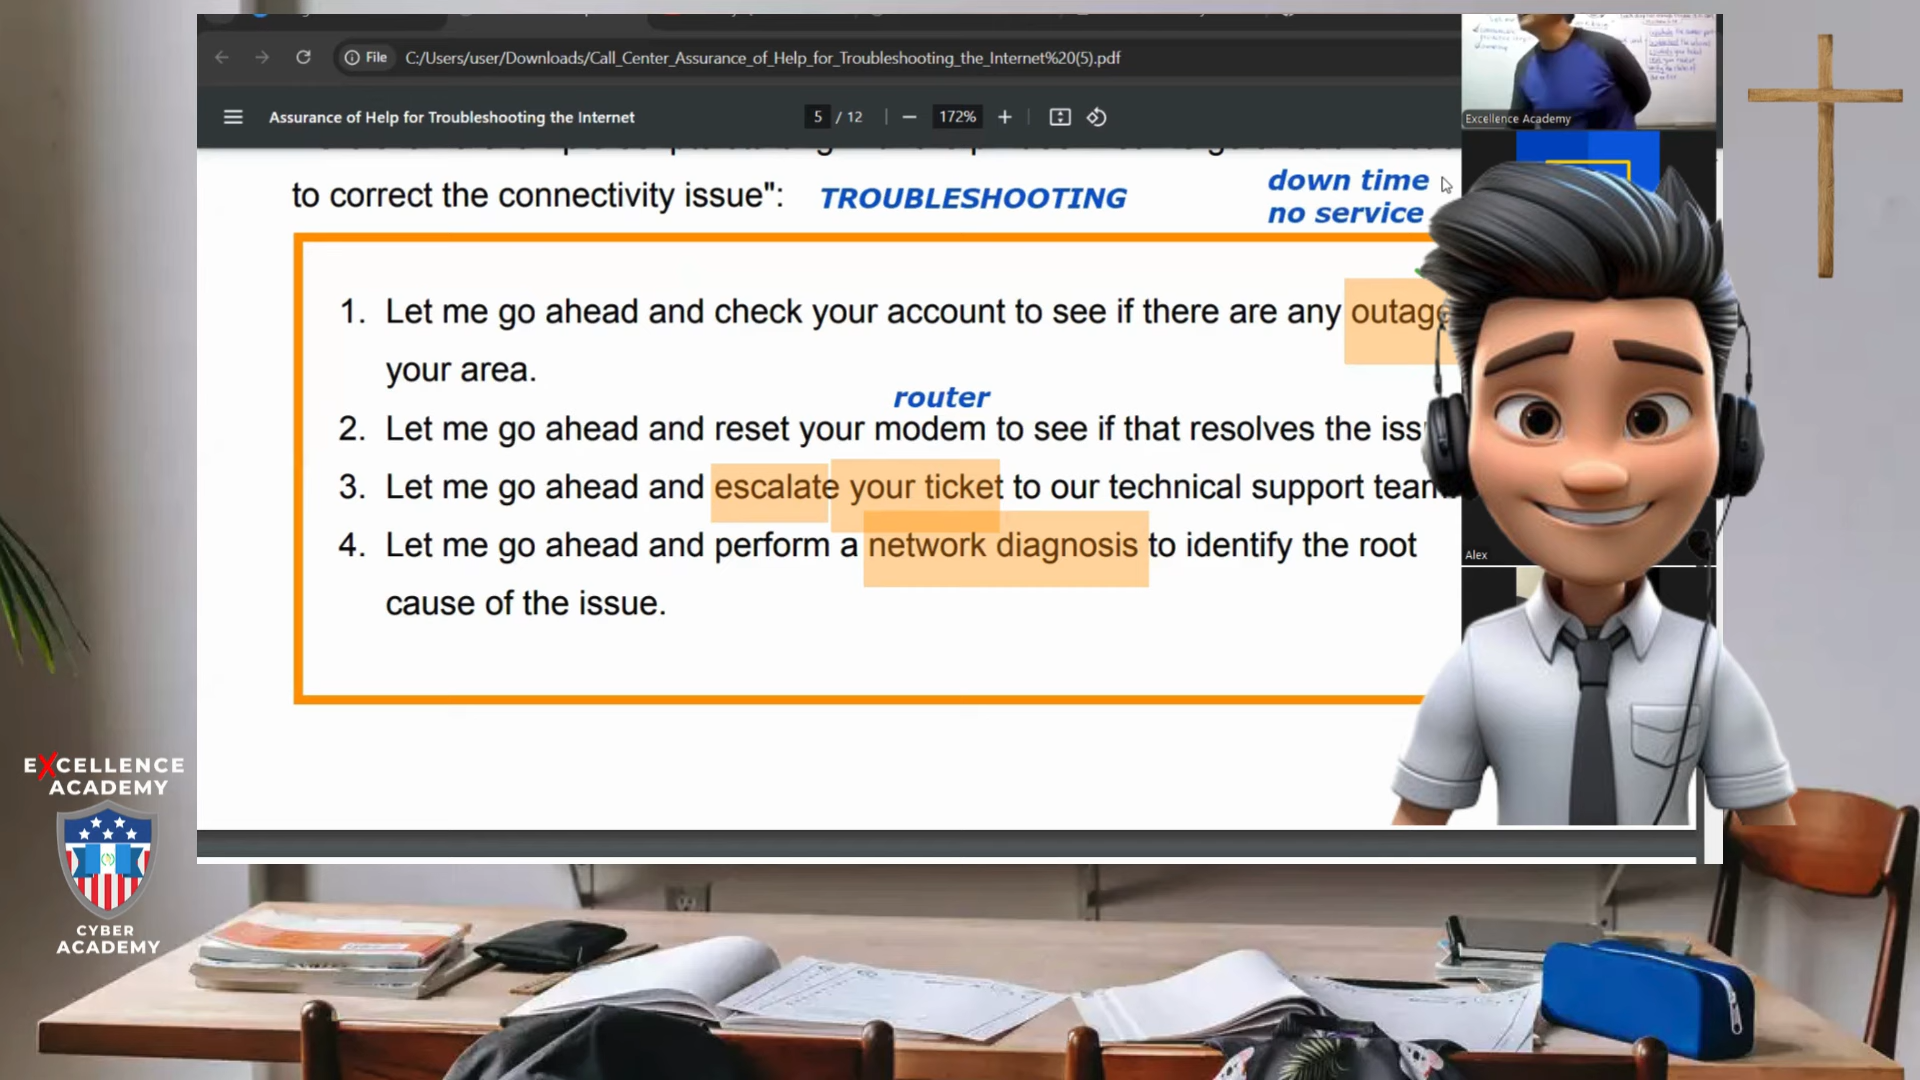 File C:/Users/user/Downloads/Call_Center_Assurance_of_Help_for_Troubleshooting_the_Internet%20(5).pdf
Assurance of Help for Troubleshooting the Internet 5 / 12 172%
Excellence Academy
to correct the connectivity issue": TROUBLESHOOTING
down time
no service
1. Let me go ahead and check your account to see if there are any outage
your area.
router
2. Let me go ahead and reset your modem to see if that resolves the iss
3. Let me go ahead and escalate your ticket to our technical support team
4. Let me go ahead and perform a network diagnosis to identify the root
cause of the issue.
Alex
EXCELLENCE
ACADEMY
CYBER
ACADEMY